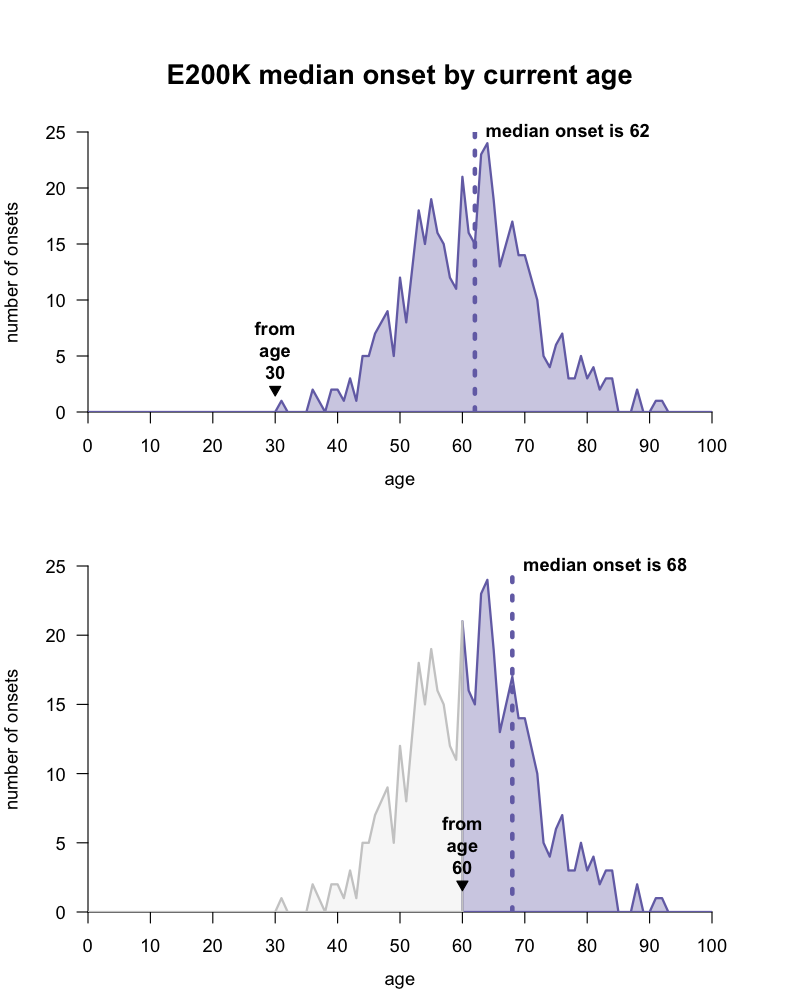 E200K median onset by current age
median onset is 62
number of onsets
25
20
15
10
5
0
from
age
30
0 10 20 30 40 50 60 70 80 90 100
age
median onset is 68
number of onsets
25
20
15
10
5
0
from
age
60
0 10 20 30 40 50 60 70 80 90 100
age